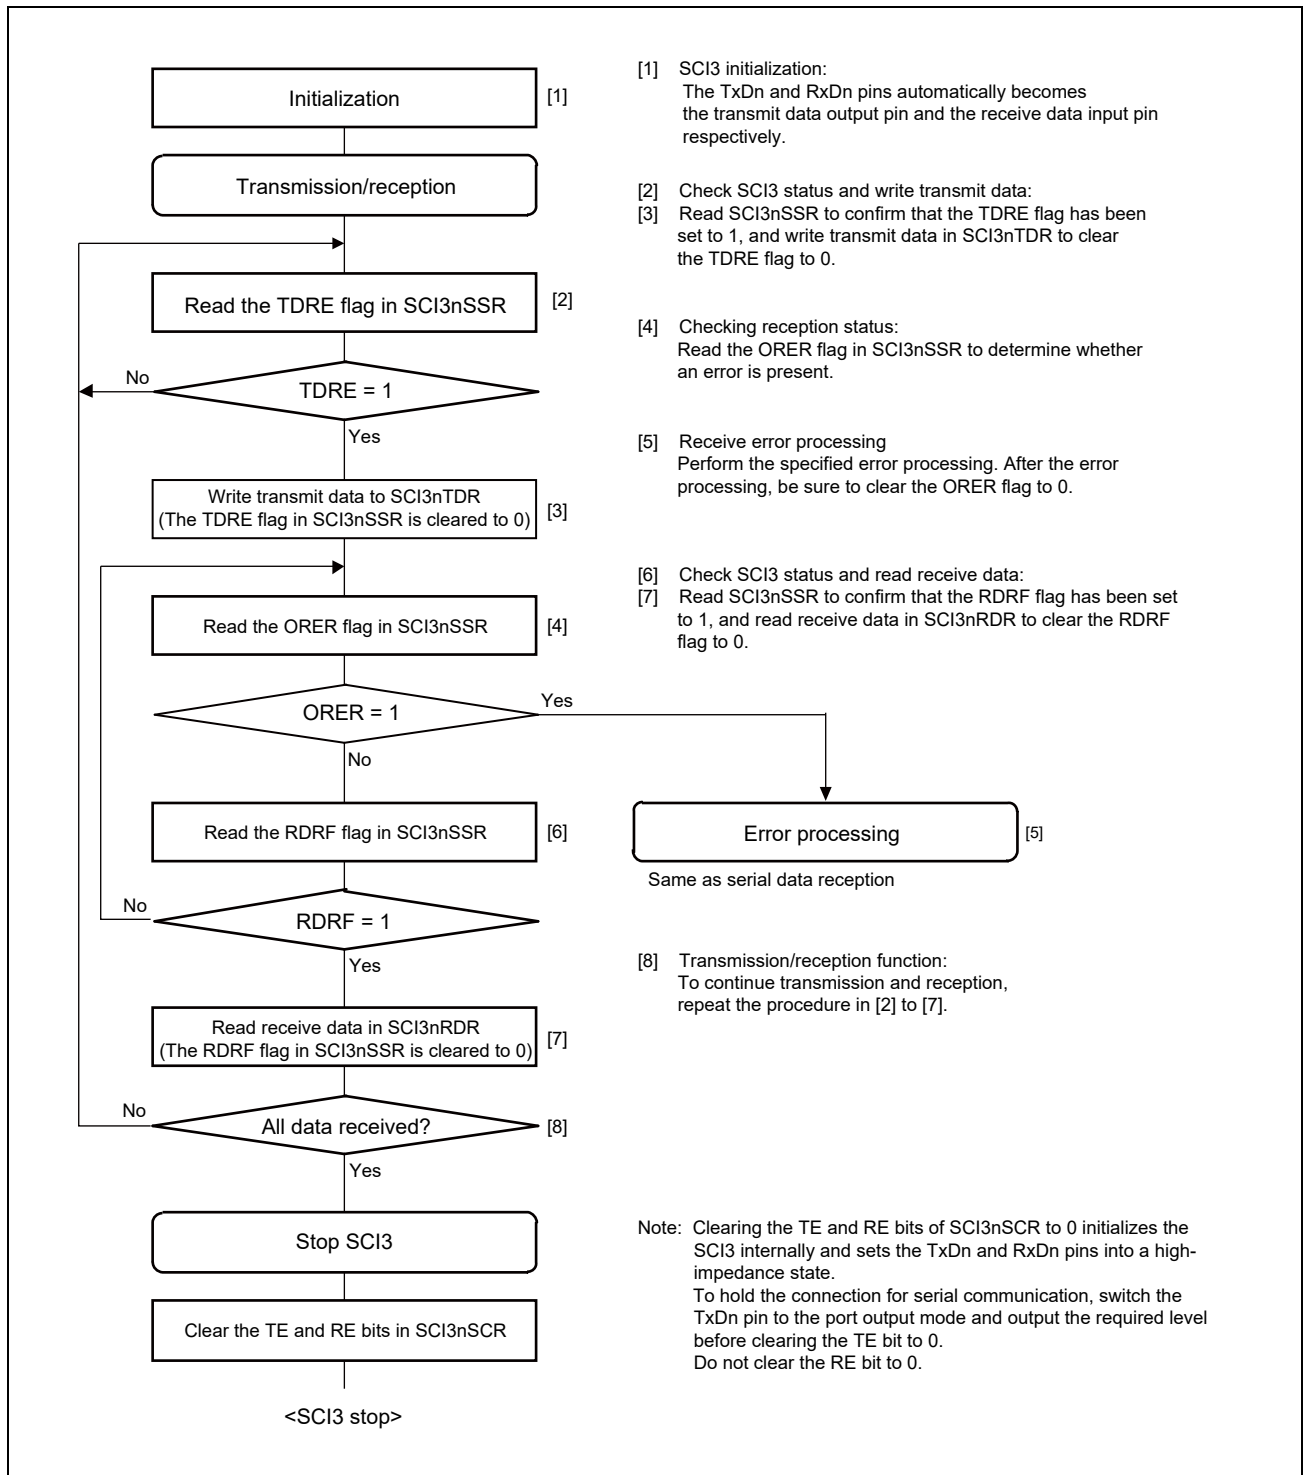 Initialization
[1]
Transmission/reception
Read the TDRE flag in SCI3nSSR
[2]
No
TDRE = 1
Yes
Write transmit data to SCI3nTDR
(The TDRE flag in SCI3nSSR is cleared to 0)
[3]
Read the ORER flag in SCI3nSSR
[4]
ORER = 1
Yes
No
Read the RDRF flag in SCI3nSSR
[6]
Error processing
[5]
Same as serial data reception
No
RDRF = 1
Yes
Read receive data in SCI3nRDR
(The RDRF flag in SCI3nSSR is cleared to 0)
[7]
No
All data received?
[8]
Yes
Stop SCI3
Clear the TE and RE bits in SCI3nSCR
<SCI3 stop>
[1] SCI3 initialization:
The TxDn and RxDn pins automatically becomes
the transmit data output pin and the receive data input pin
respectively.
[2] Check SCI3 status and write transmit data:
[3] Read SCI3nSSR to confirm that the TDRE flag has been
set to 1, and write transmit data in SCI3nTDR to clear
the TDRE flag to 0.
[4] Checking reception status:
Read the ORER flag in SCI3nSSR to determine whether
an error is present.
[5] Receive error processing
Perform the specified error processing. After the error
processing, be sure to clear the ORER flag to 0.
[6] Check SCI3 status and read receive data:
[7] Read SCI3nSSR to confirm that the RDRF flag has been set
to 1, and read receive data in SCI3nRDR to clear the RDRF
flag to 0.
[8] Transmission/reception function:
To continue transmission and reception,
repeat the procedure in [2] to [7].
Note: Clearing the TE and RE bits of SCI3nSCR to 0 initializes the
SCI3 internally and sets the TxDn and RxDn pins into a high-
impedance state.
To hold the connection for serial communication, switch the
TxDn pin to the port output mode and output the required level
before clearing the TE bit to 0.
Do not clear the RE bit to 0.